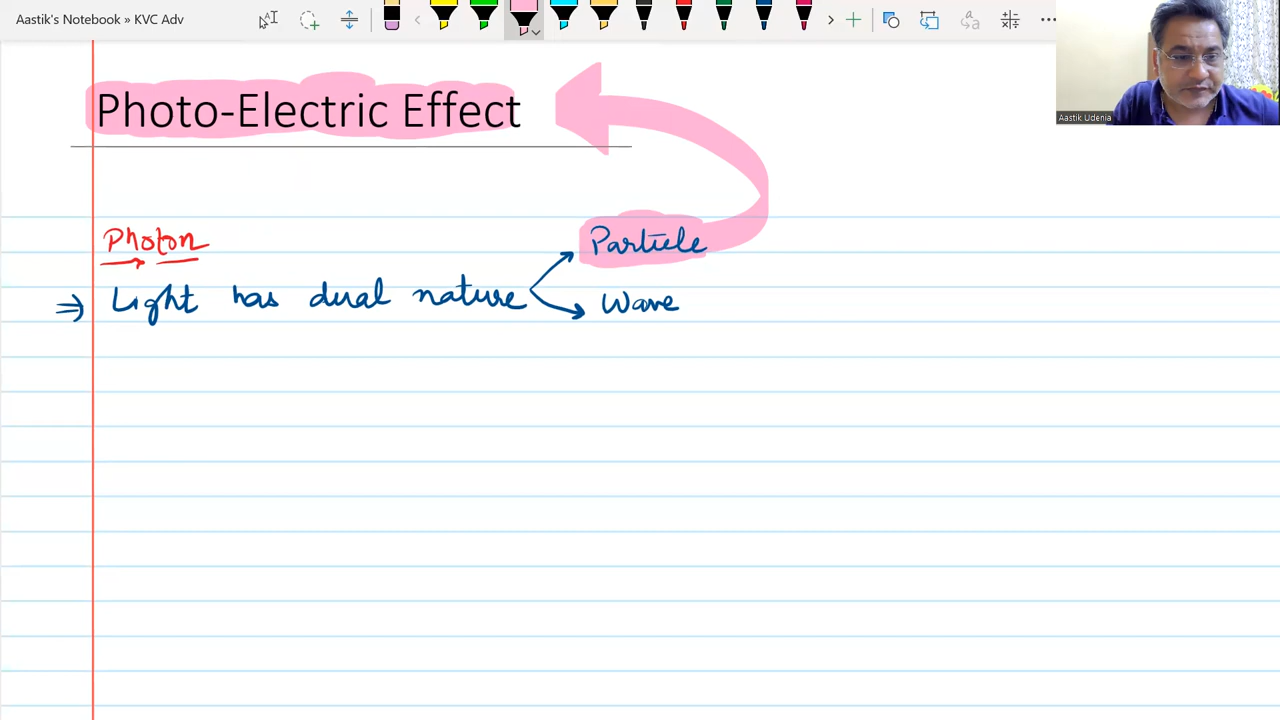 Aastik's Notebook » KVC Adv
Aastik Udenia
Photo-Electric Effect
Photon
Particle
⇒ Light has dual nature
Wave